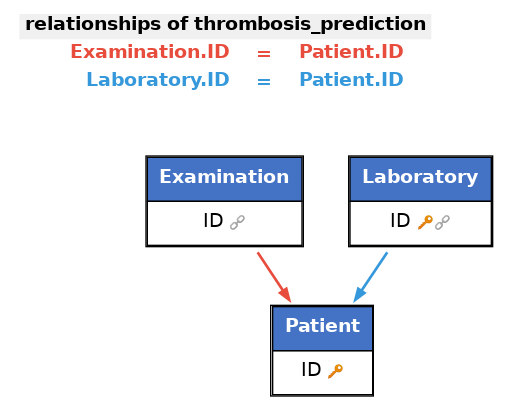 relationships of thrombosis_prediction
Examination.ID = Patient.ID
Laboratory.ID = Patient.ID
Examination Laboratory
ID ID
Patient
ID